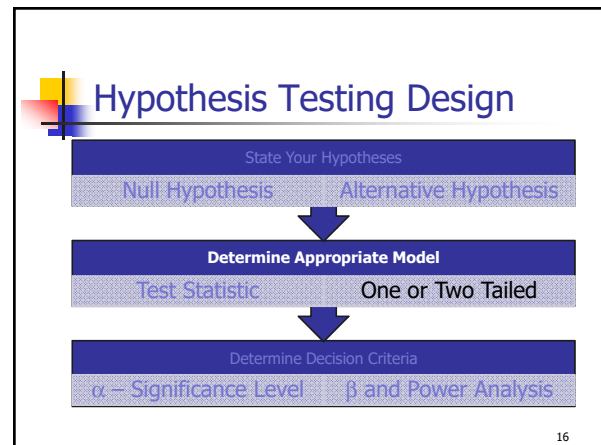 Hypothesis Testing Design
State Your Hypotheses
Null Hypothesis Alternative Hypothesis
Determine Appropriate Model
Test Statistic One or Two Tailed
Determine Decision Criteria
α – Significance Level β and Power Analysis
16